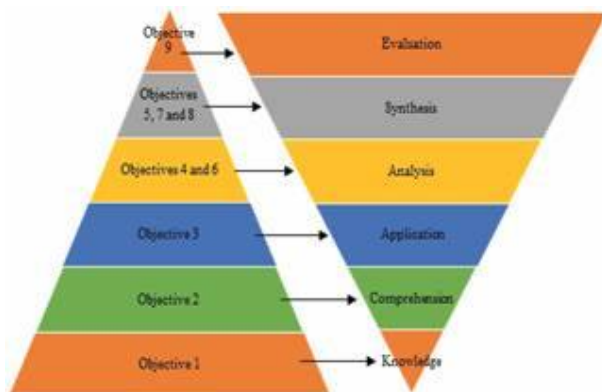 Objective
9
Evaluation
Objectives
5, 7 and 8
Synthesis
Objectives 4 and 6
Analysis
Objective 3
Application
Objective 2
Comprehension
Objective 1
Knowledge